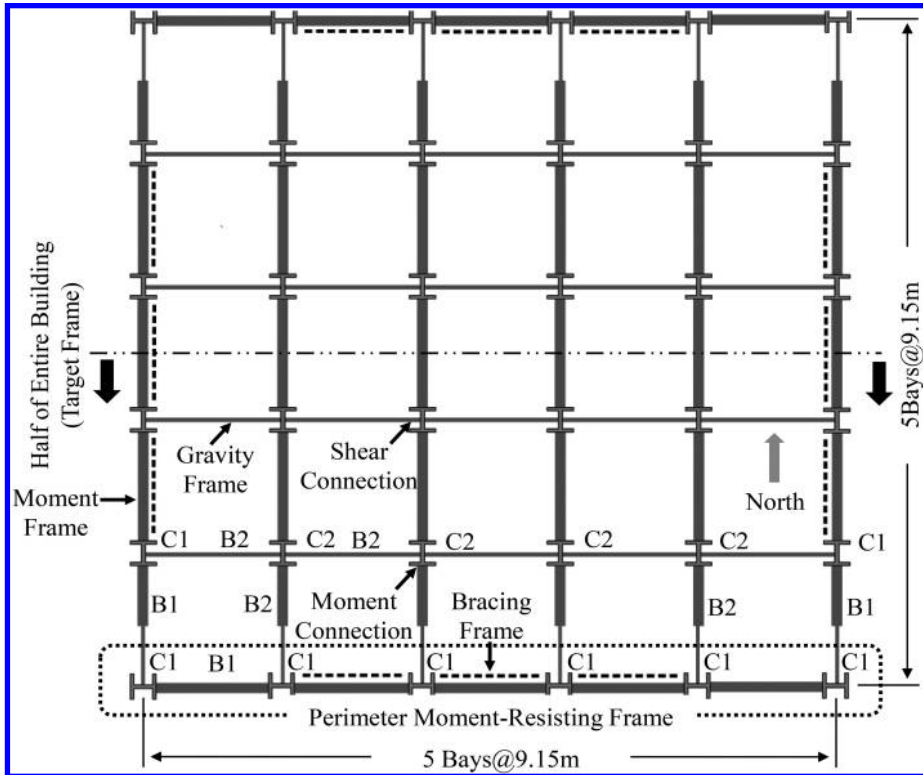 Half of Entire Building
(Target Frame)
5Bays@9.15m
Gravity
Frame
Shear
Connection
North
Moment
Frame
C1
B2
C2
B2
C2
C2
C2
C1
B1
B2
Moment
Connection
Bracing
Frame
B2
B1
C1
B1
C1
C1
C1
C1
C1
Perimeter Moment-Resisting Frame
5 Bays@9.15m